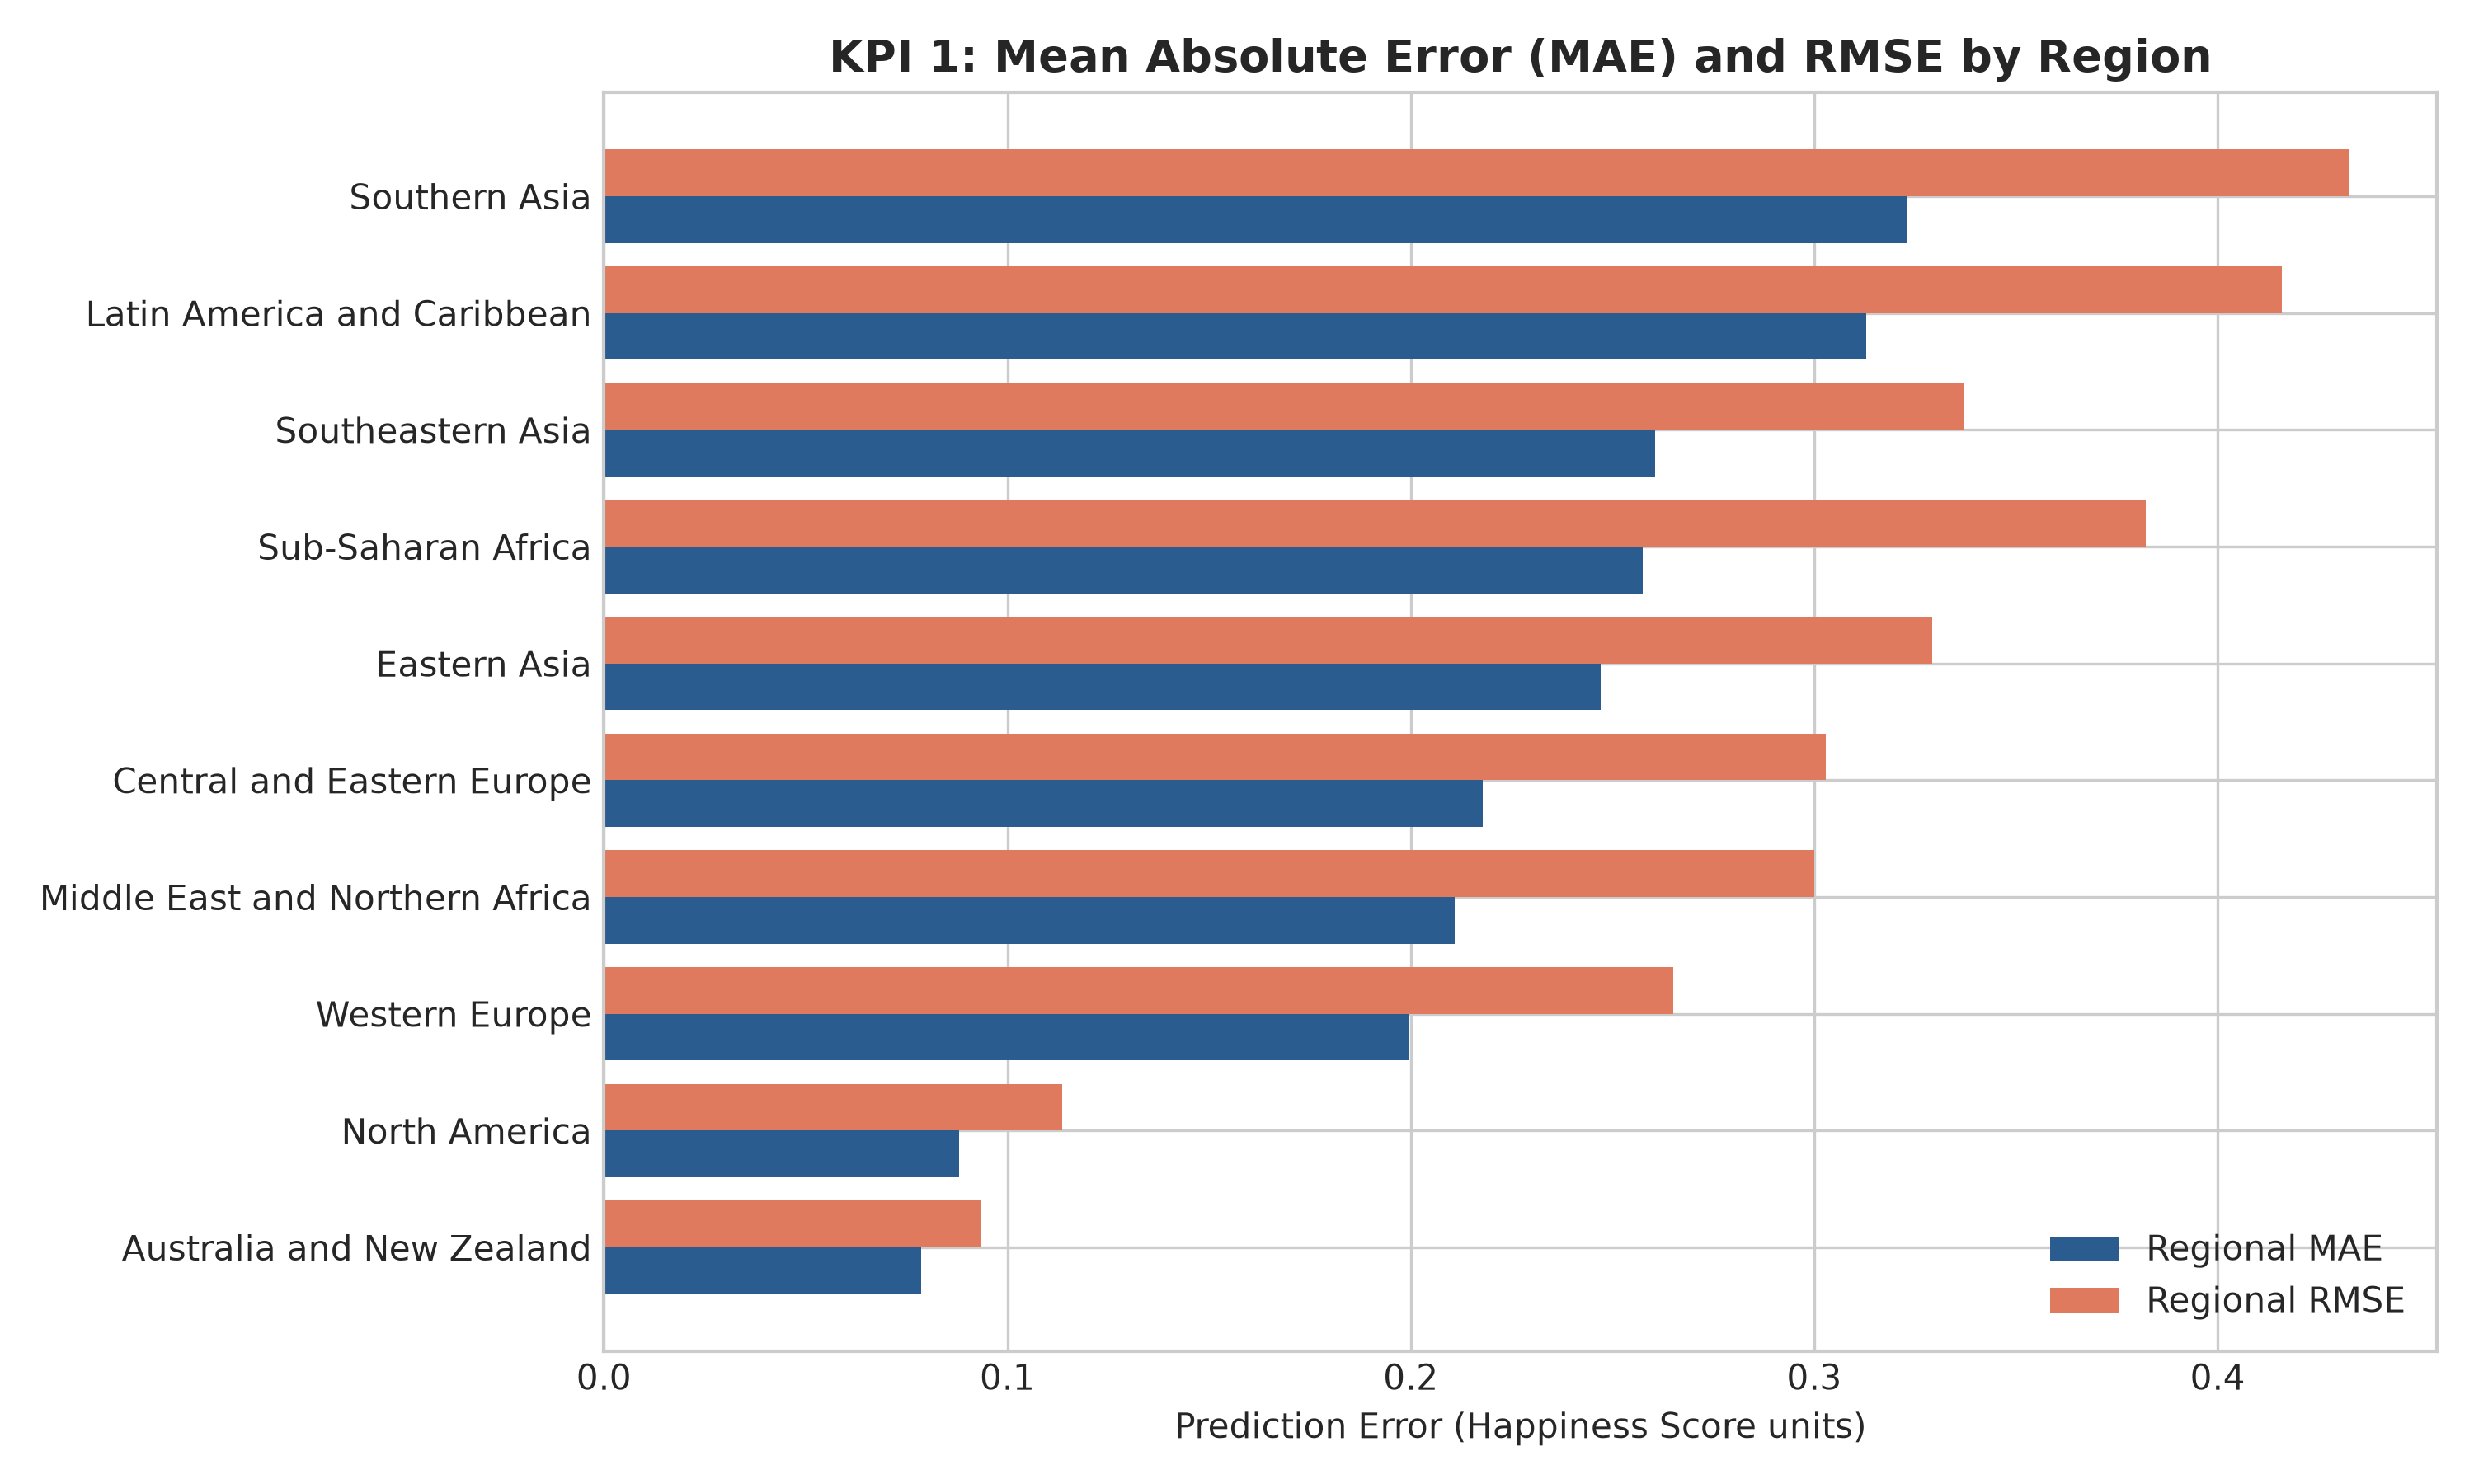 KPI 1: Mean Absolute Error (MAE) and RMSE by Region
Southern Asia
Latin America and Caribbean
Southeastern Asia
Sub-Saharan Africa
Eastern Asia
Central and Eastern Europe
Middle East and Northern Africa
Western Europe
North America
Australia and New Zealand
Regional MAE
Regional RMSE
0.0 0.1 0.2 0.3 0.4
Prediction Error (Happiness Score units)